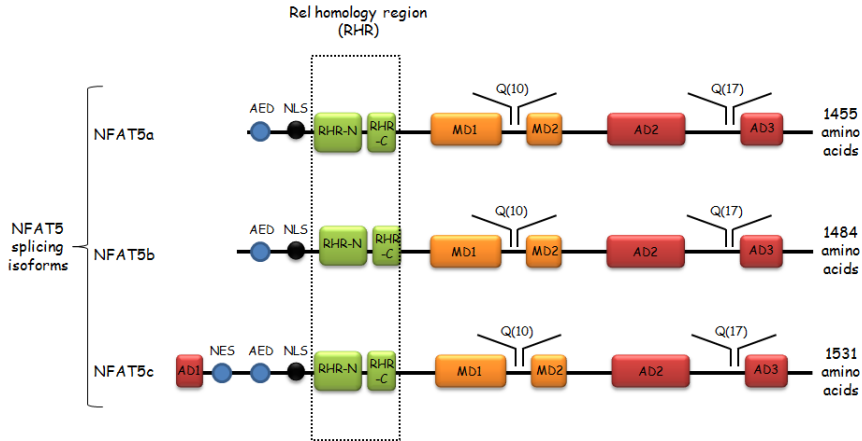 Rel homology region
(RHR)
NFAT5
splicing
isoforms
NFAT5a
AED
NLS
RHR-N
RHR
-C
MD1
Q(10)
MD2
AD2
Q(17)
AD3
1455
amino
acids
NFAT5b
AED
NLS
RHR-N
RHR
-C
MD1
Q(10)
MD2
AD2
Q(17)
AD3
1484
amino
acids
NFAT5c
AD1
NES
AED
NLS
RHR-N
RHR
-C
MD1
Q(10)
MD2
AD2
Q(17)
AD3
1531
amino
acids